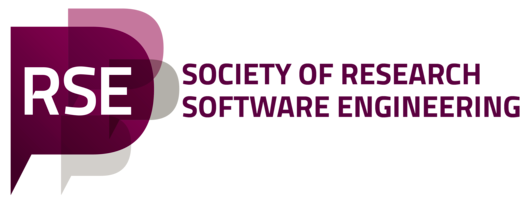 RSE
SOCIETY OF RESEARCH
SOFTWARE ENGINEERING